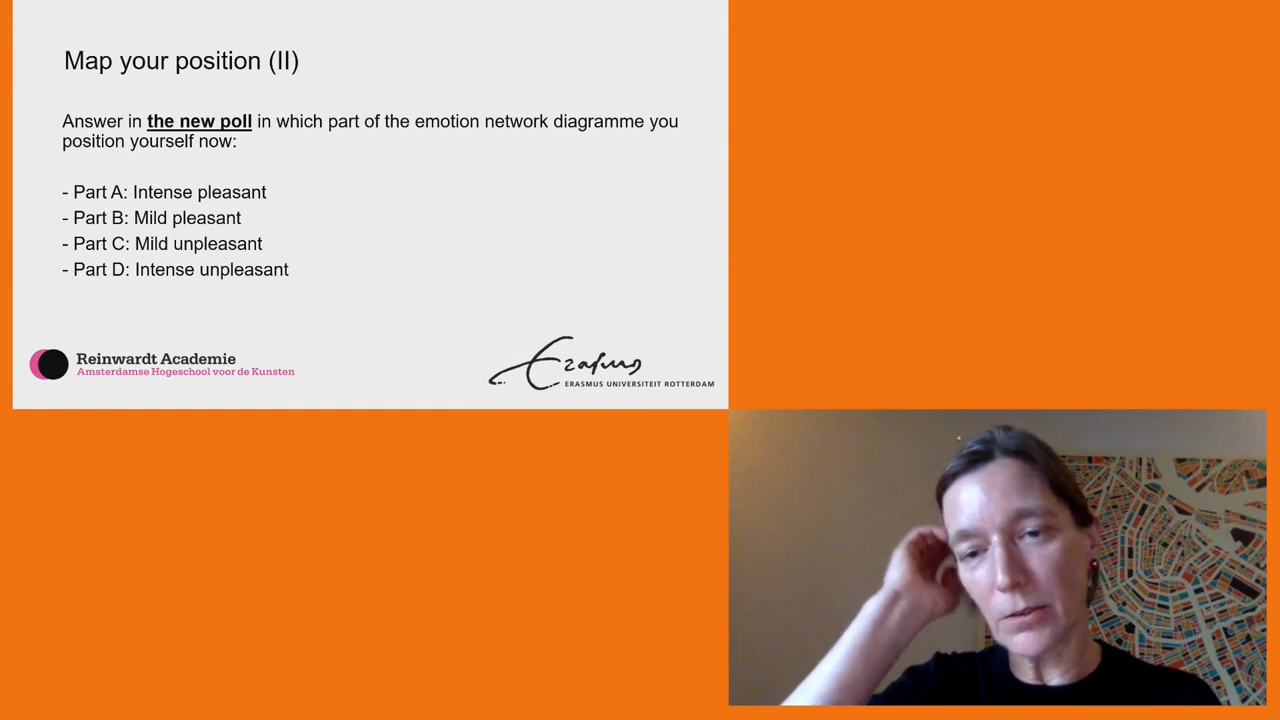 Map your position (II)
Answer in the new poll in which part of the emotion network diagramme you
position yourself now:
- Part A: Intense pleasant
- Part B: Mild pleasant
- Part C: Mild unpleasant
- Part D: Intense unpleasant
Reinwardt Academie
Amsterdamse Hogeschool voor de Kunsten
Erasmus
ERASMUS UNIVERSITEIT ROTTERDAM